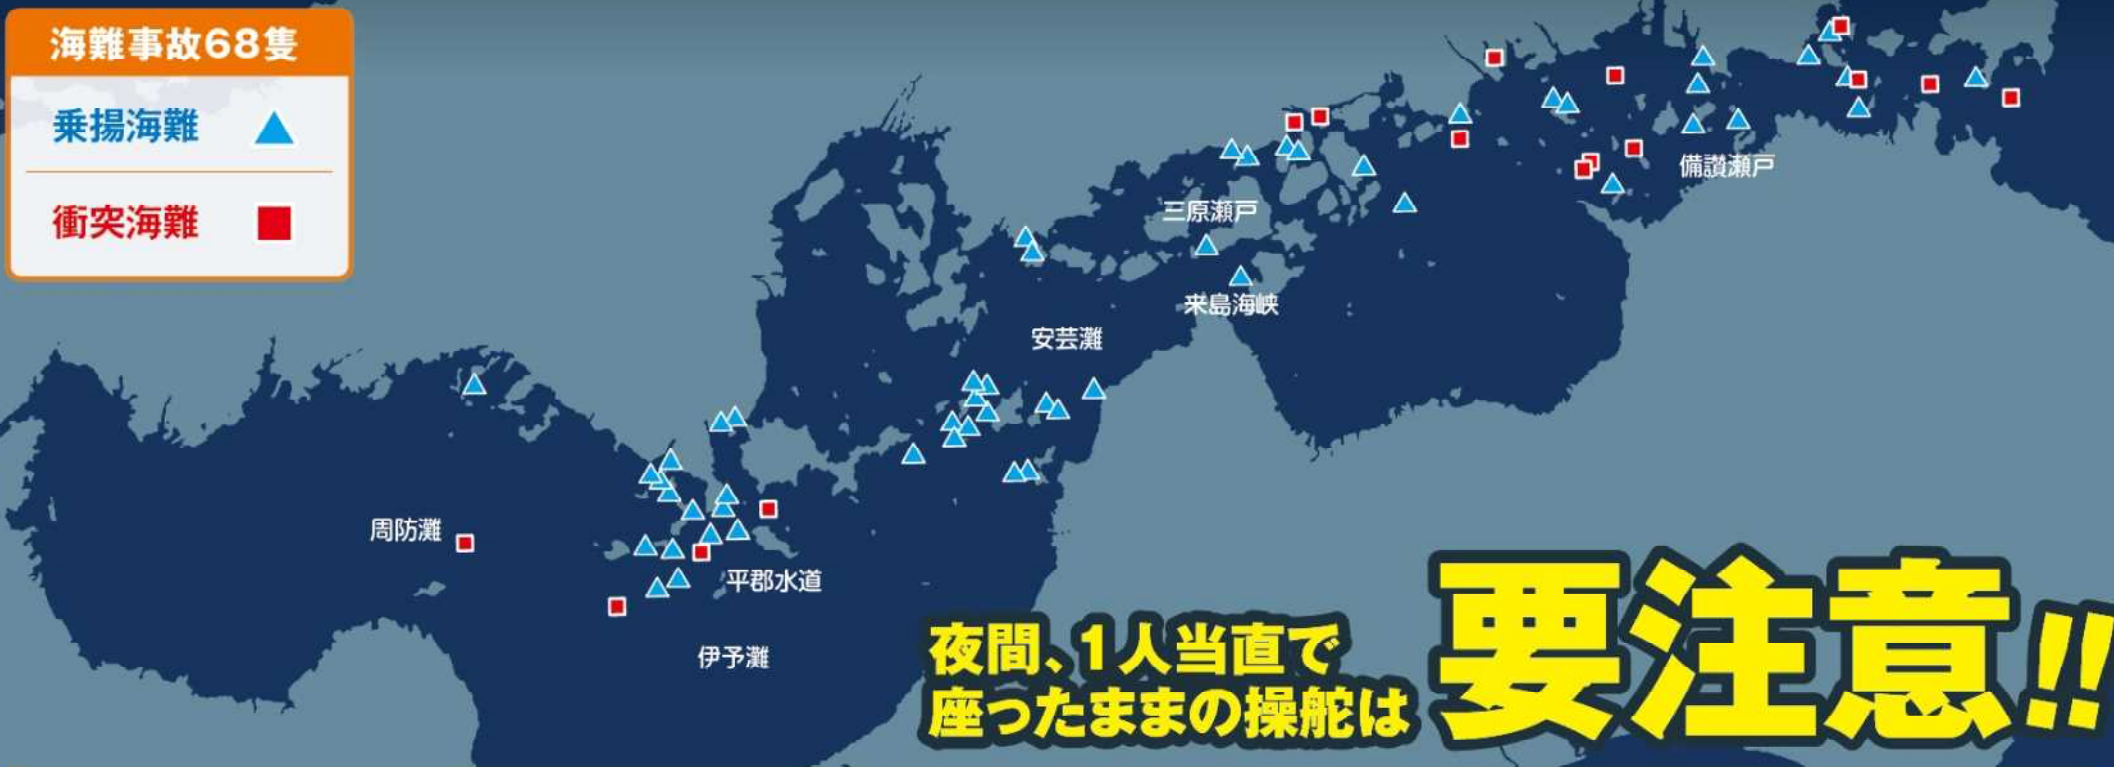 海難事故68隻
乗揚海難
衝突海難
備讃瀬戸
三原瀬戸
来島海峡
安芸灘
周防灘
平郡水道
伊予灘
夜間、1人当直で
座ったままの操舵は
要注意!!